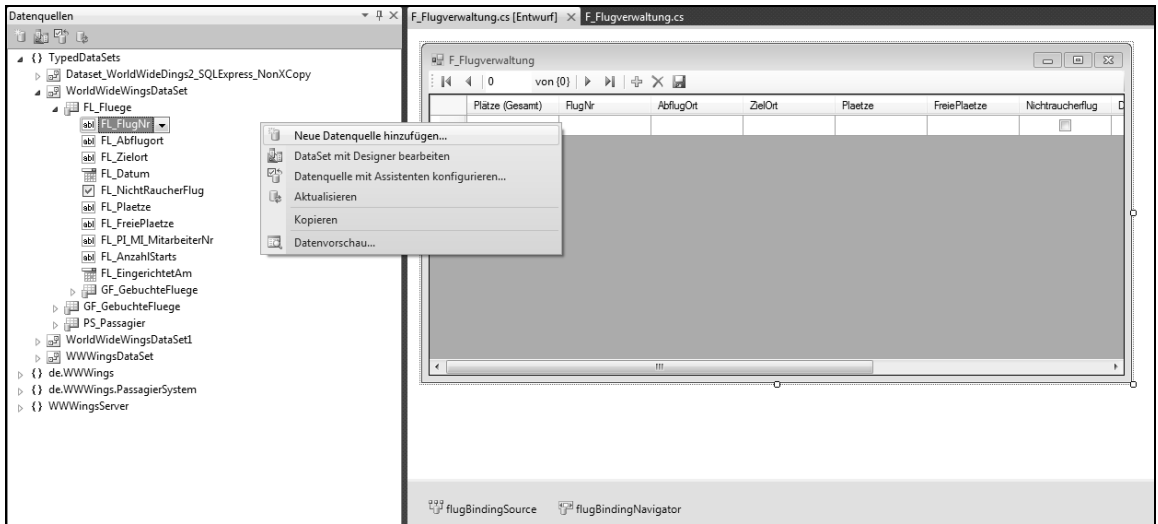 Datenquellen
TypedDataSets
Dataset_WorldWideDings2_SQLExpress_NonXCopy
WorldWideWingsDataSet
FL_Fluege
FL_FlugNr
FL_Abflugort
FL_Zielort
FL_Datum
FL_NichtRaucherFlug
FL_Plaetze
FL_FreiePlaetze
FL_PI_MI_MitarbeiterNr
FL_AnzahlStarts
FL_EingerichtetAm
GF_GebuchteFluege
GF_GebuchteFluege
PS_Passagier
WorldWideWingsDataSet1
WWWingsDataSet
de.WWWings
de.WWWings.PassagierSystem
WWWingsServer
Neue Datenquelle hinzufügen...
DataSet mit Designer bearbeiten
Datenquelle mit Assistenten konfigurieren...
Aktualisieren
Kopieren
Datenvorschau...
F_Flugverwaltung.cs [Entwurf] F_Flugverwaltung.cs
F_Flugverwaltung
0 von {0}
Plätze (Gesamt) FlugNr AbflugOrt ZielOrt Plaetze FreiePlaetze Nichtraucherflug
flugBindingSource flugBindingNavigator